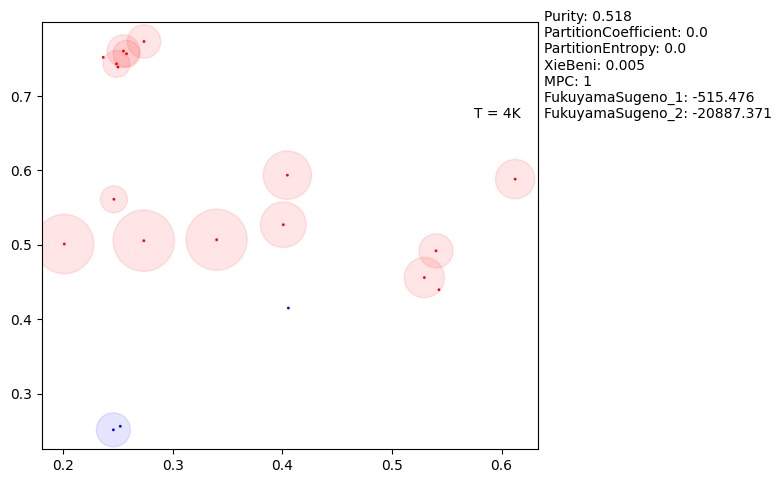 Purity: 0.518
PartitionCoefficient: 0.0
PartitionEntropy: 0.0
XieBeni: 0.005
MPC: 1
FukuyamaSugeno_1: -515.476
FukuyamaSugeno_2: -20887.371
T = 4K
0.7
0.6
0.5
0.4
0.3
0.2 0.3 0.4 0.5 0.6